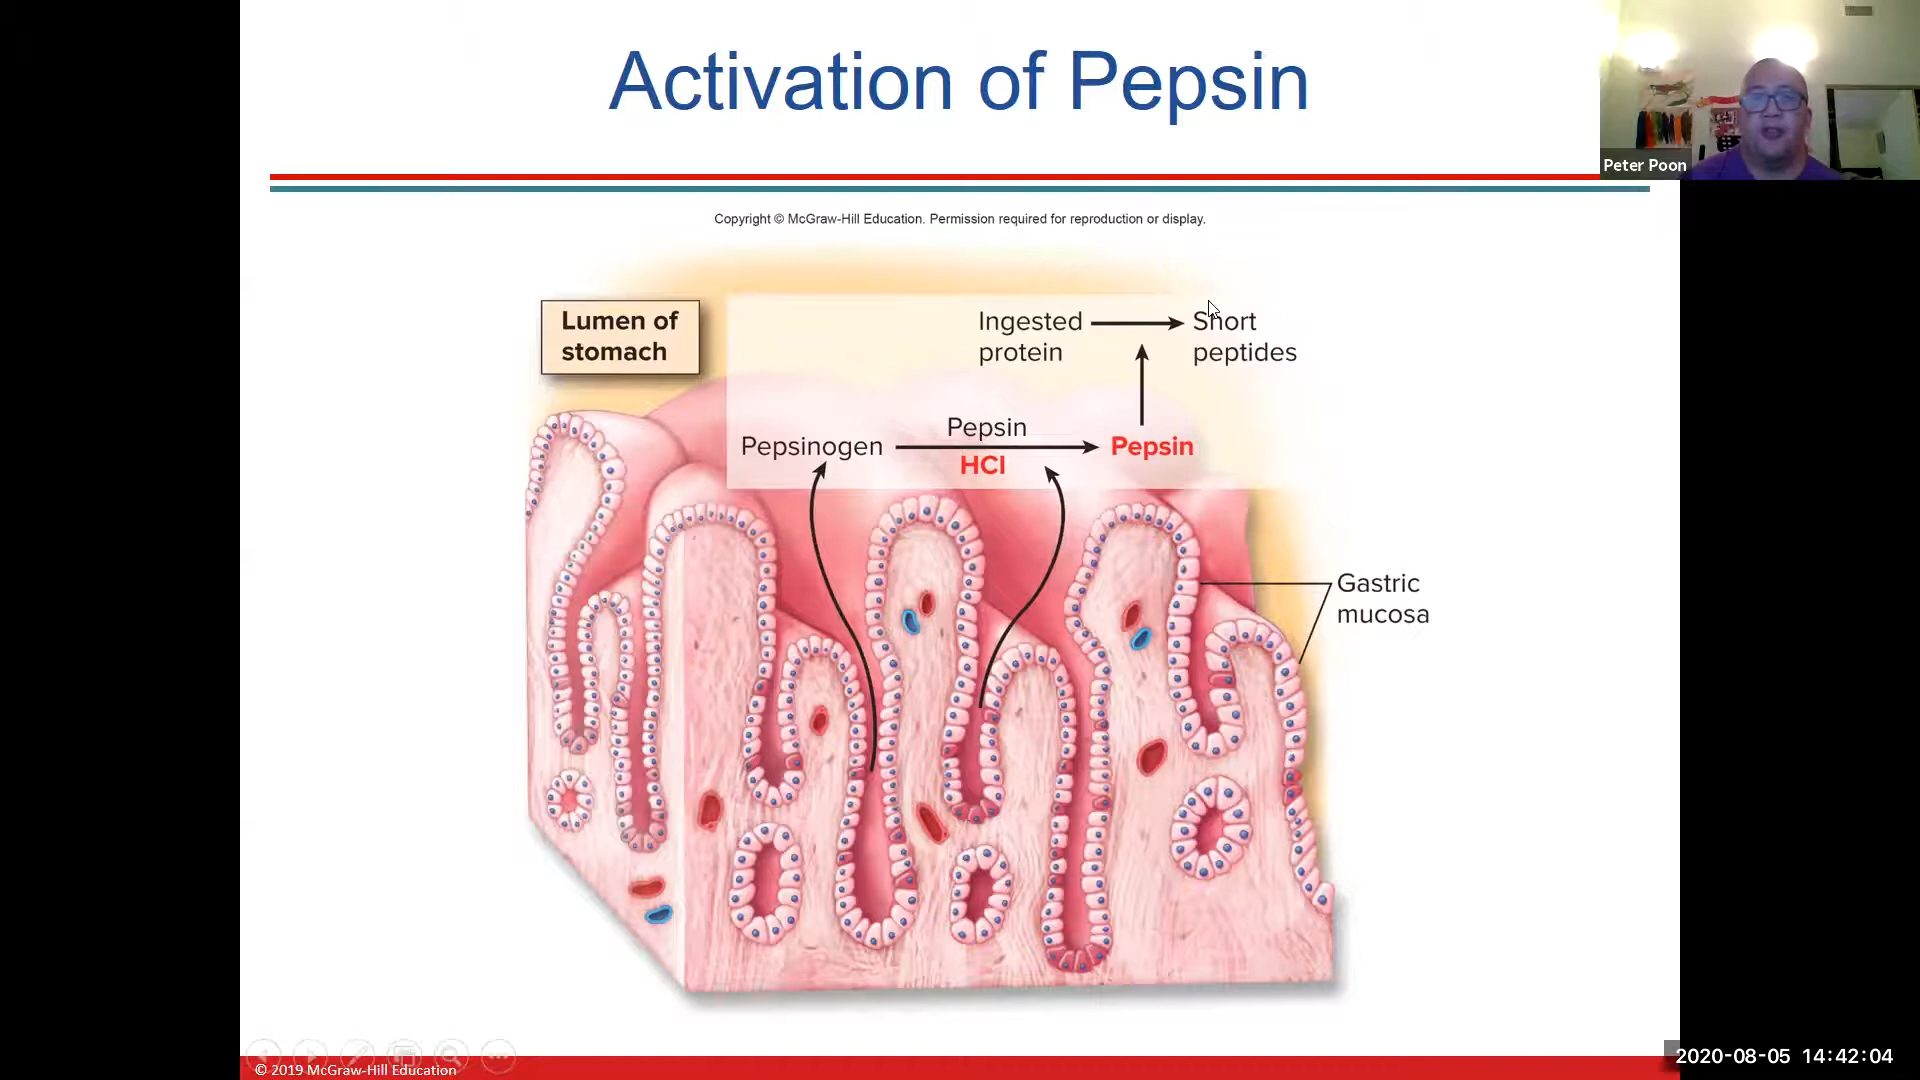 Activation of Pepsin
Peter Poon
Copyright © McGraw-Hill Education. Permission required for reproduction or display.
Lumen of
stomach
Ingested
protein
Short
peptides
Pepsinogen
Pepsin
HCl
Pepsin
Gastric
mucosa
© 2019 McGraw-Hill Education
2020-08-05 14:42:04